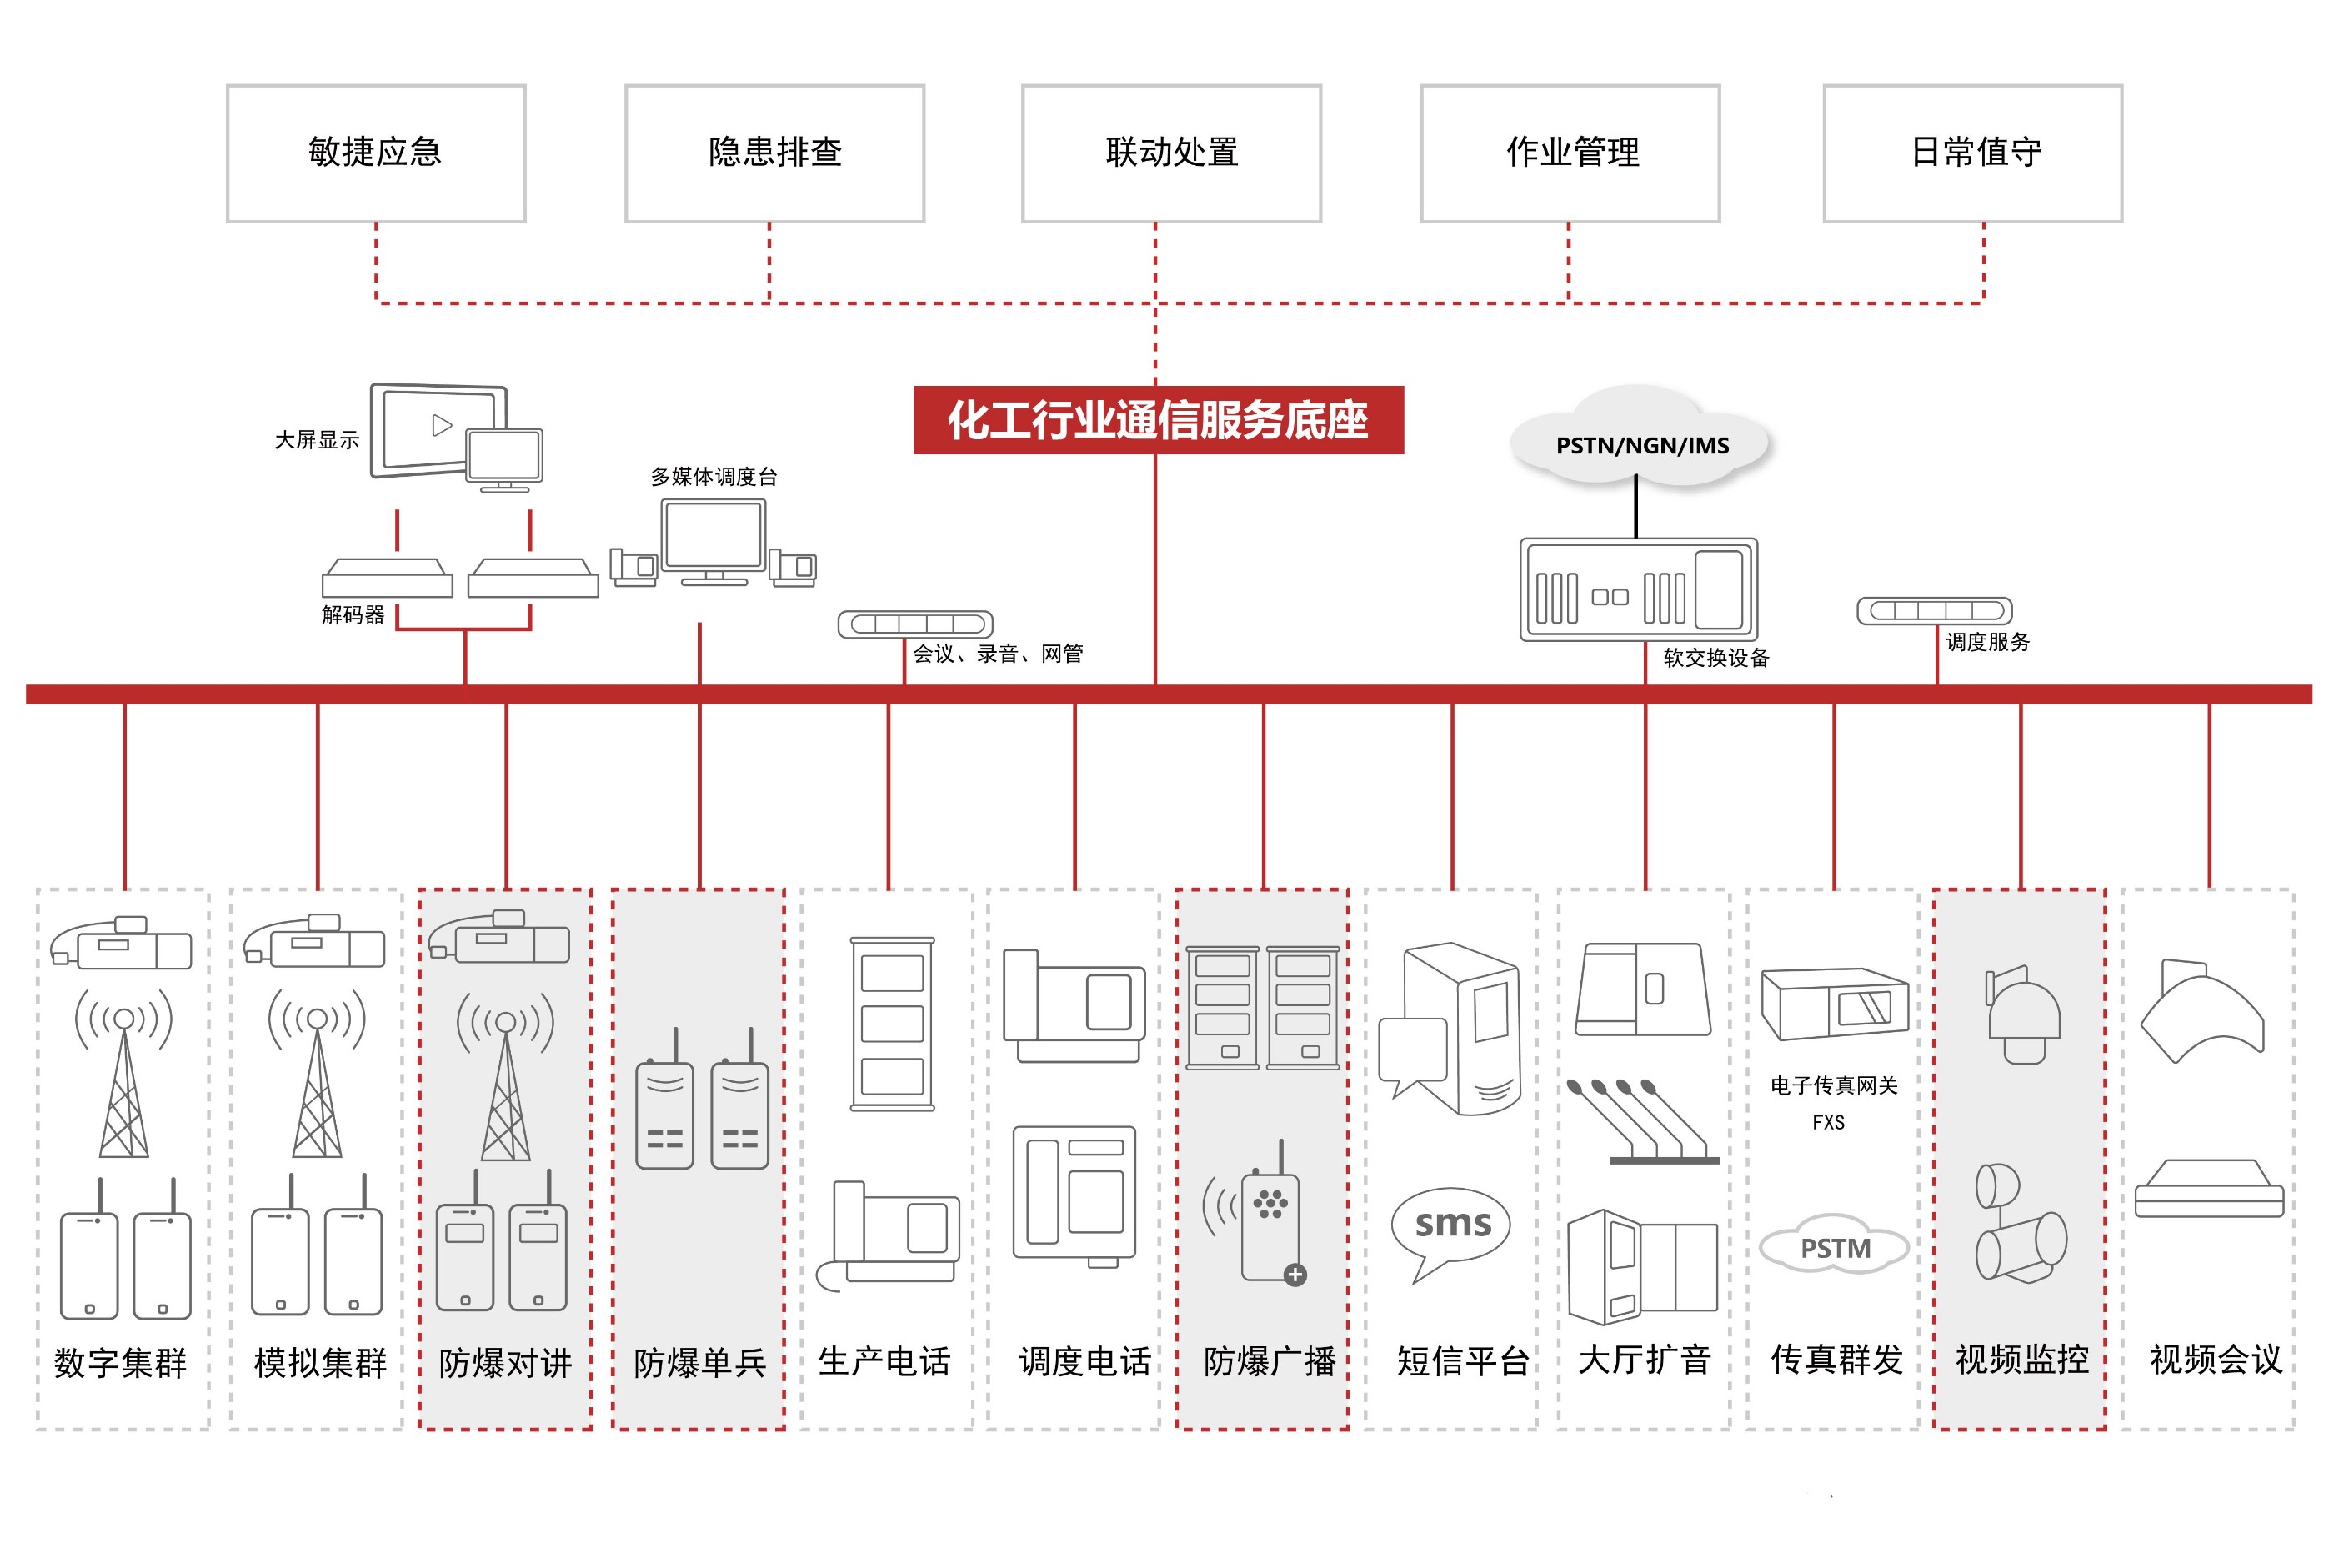 敏捷应急
隐患排查
联动处置
作业管理
日常值守
化工行业通信服务底座
大屏显示
PSTN/NGN/IMS
多媒体调度台
解码器
会议、录音、网管
软交换设备
调度服务
电子传真网关
FXS
sms
PSTM
数字集群
模拟集群
防爆对讲
防爆单兵
生产电话
调度电话
防爆广播
短信平台
大厅扩音
传真群发
视频监控
视频会议